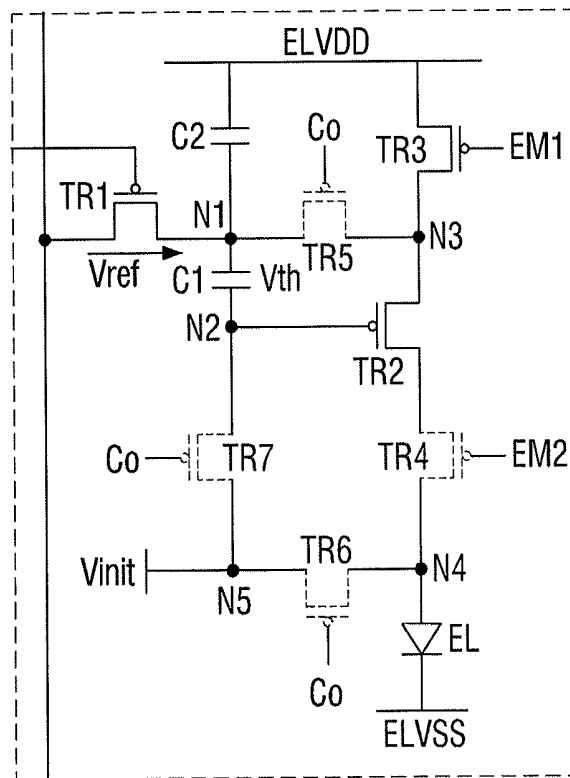 ELVDD
C2
Co
TR3
EM1
TR1
N1
TR5
N3
Vref
C1
Vth
N2
TR2
Co
TR7
TR4
EM2
TR6
Vinit
N5
N4
EL
Co
ELVSS